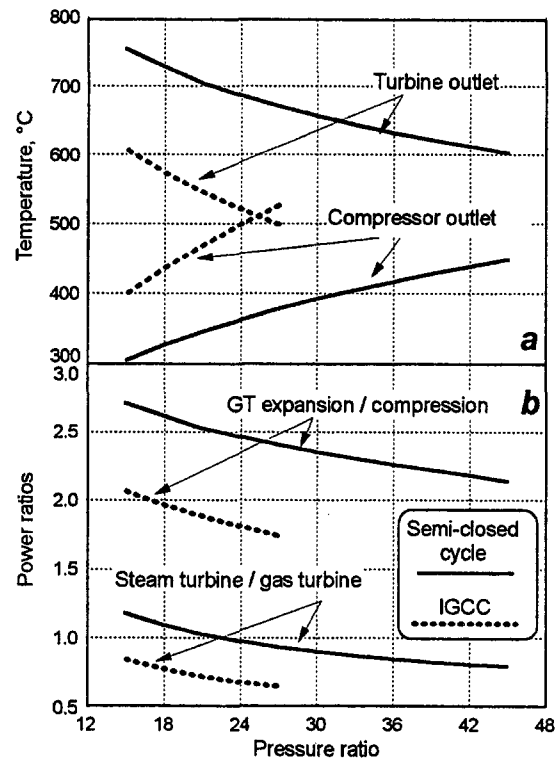 800
700
600
500
400
300
Temperature, °C
Turbine outlet
Compressor outlet
a
3.0
2.5
2.0
1.5
1.0
0.5
Power ratios
b
GT expansion / compression
Steam turbine / gas turbine
Semi-closed
cycle
IGCC
12
18
24
30
36
42
48
Pressure ratio